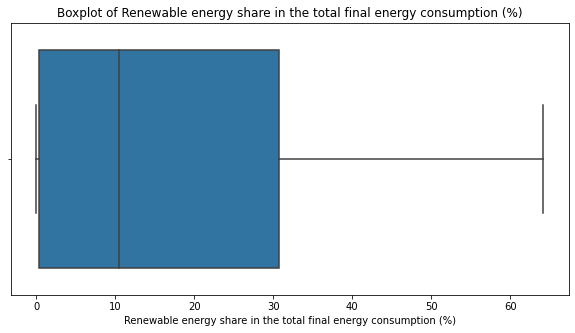 Boxplot of Renewable energy share in the total final energy consumption (%)
0 10 20 30 40 50 60
Renewable energy share in the total final energy consumption (%)